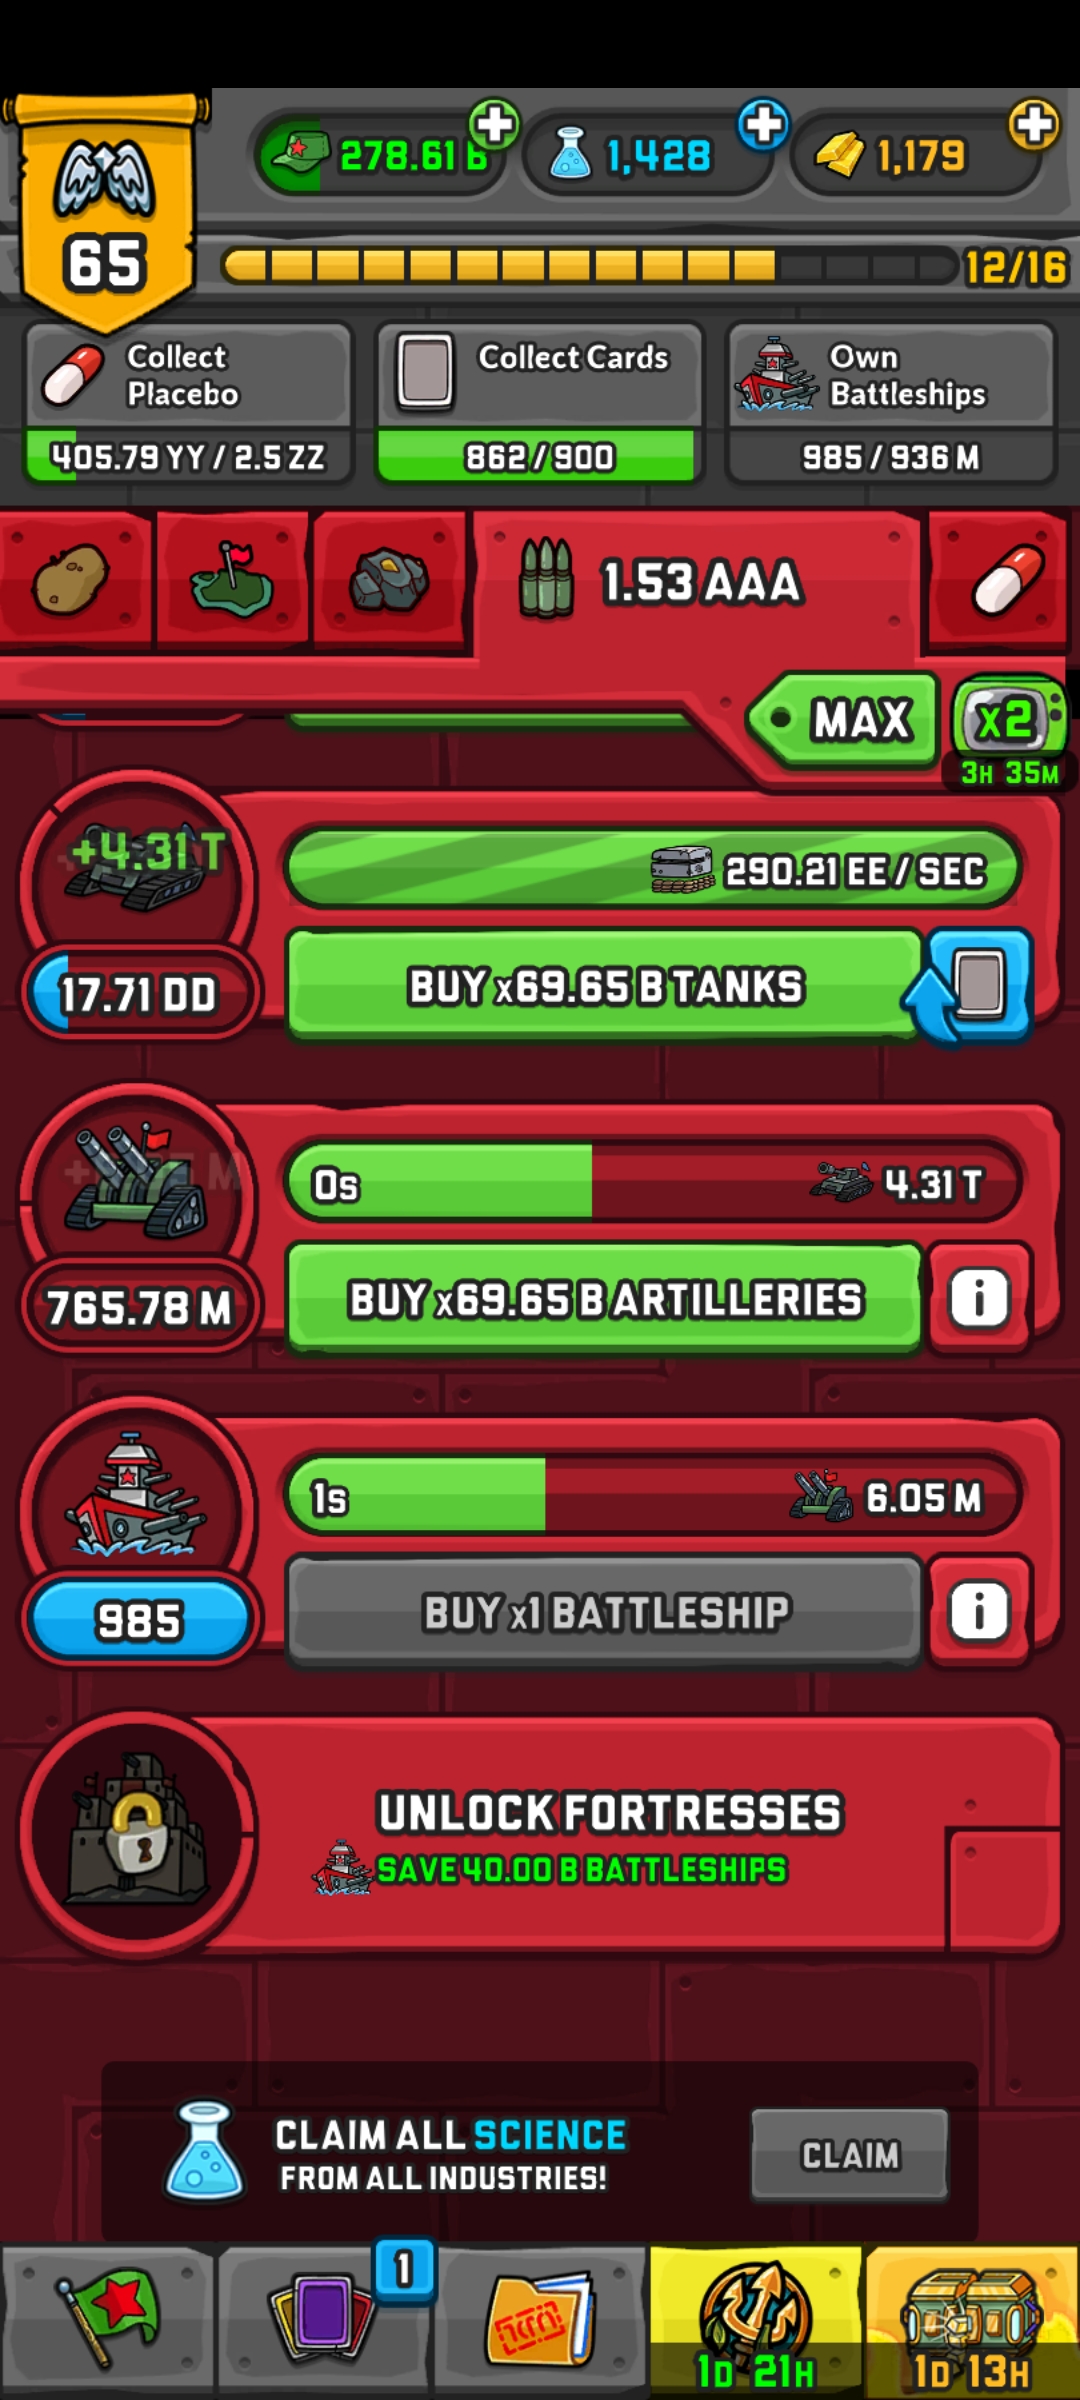 65
278.61 B
1,428
1,179
12/16
Collect
Placebo
405.79 YY / 2.5 ZZ
Collect Cards
862/900
Own
Battleships
985 / 936 M
1.53 AAA
MAX
x2
3H 35M
+4.31 T
290.21 EE / SEC
17.71 DD
BUY x69.65 B TANKS
0s
4.31 T
765.78 M
BUY x69.65 B ARTILLERIES
i
1s
6.05 M
985
BUY x1 BATTLESHIP
i
UNLOCK FORTRESSES
SAVE 40.00 B BATTLESHIPS
CLAIM ALL SCIENCE
FROM ALL INDUSTRIES!
CLAIM
1
1D 21H
1D 13H